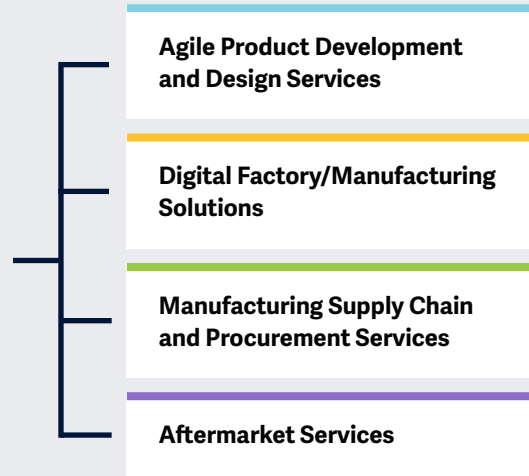 Agile Product Development
and Design Services
Digital Factory/Manufacturing
Solutions
Manufacturing Supply Chain
and Procurement Services
Aftermarket Services